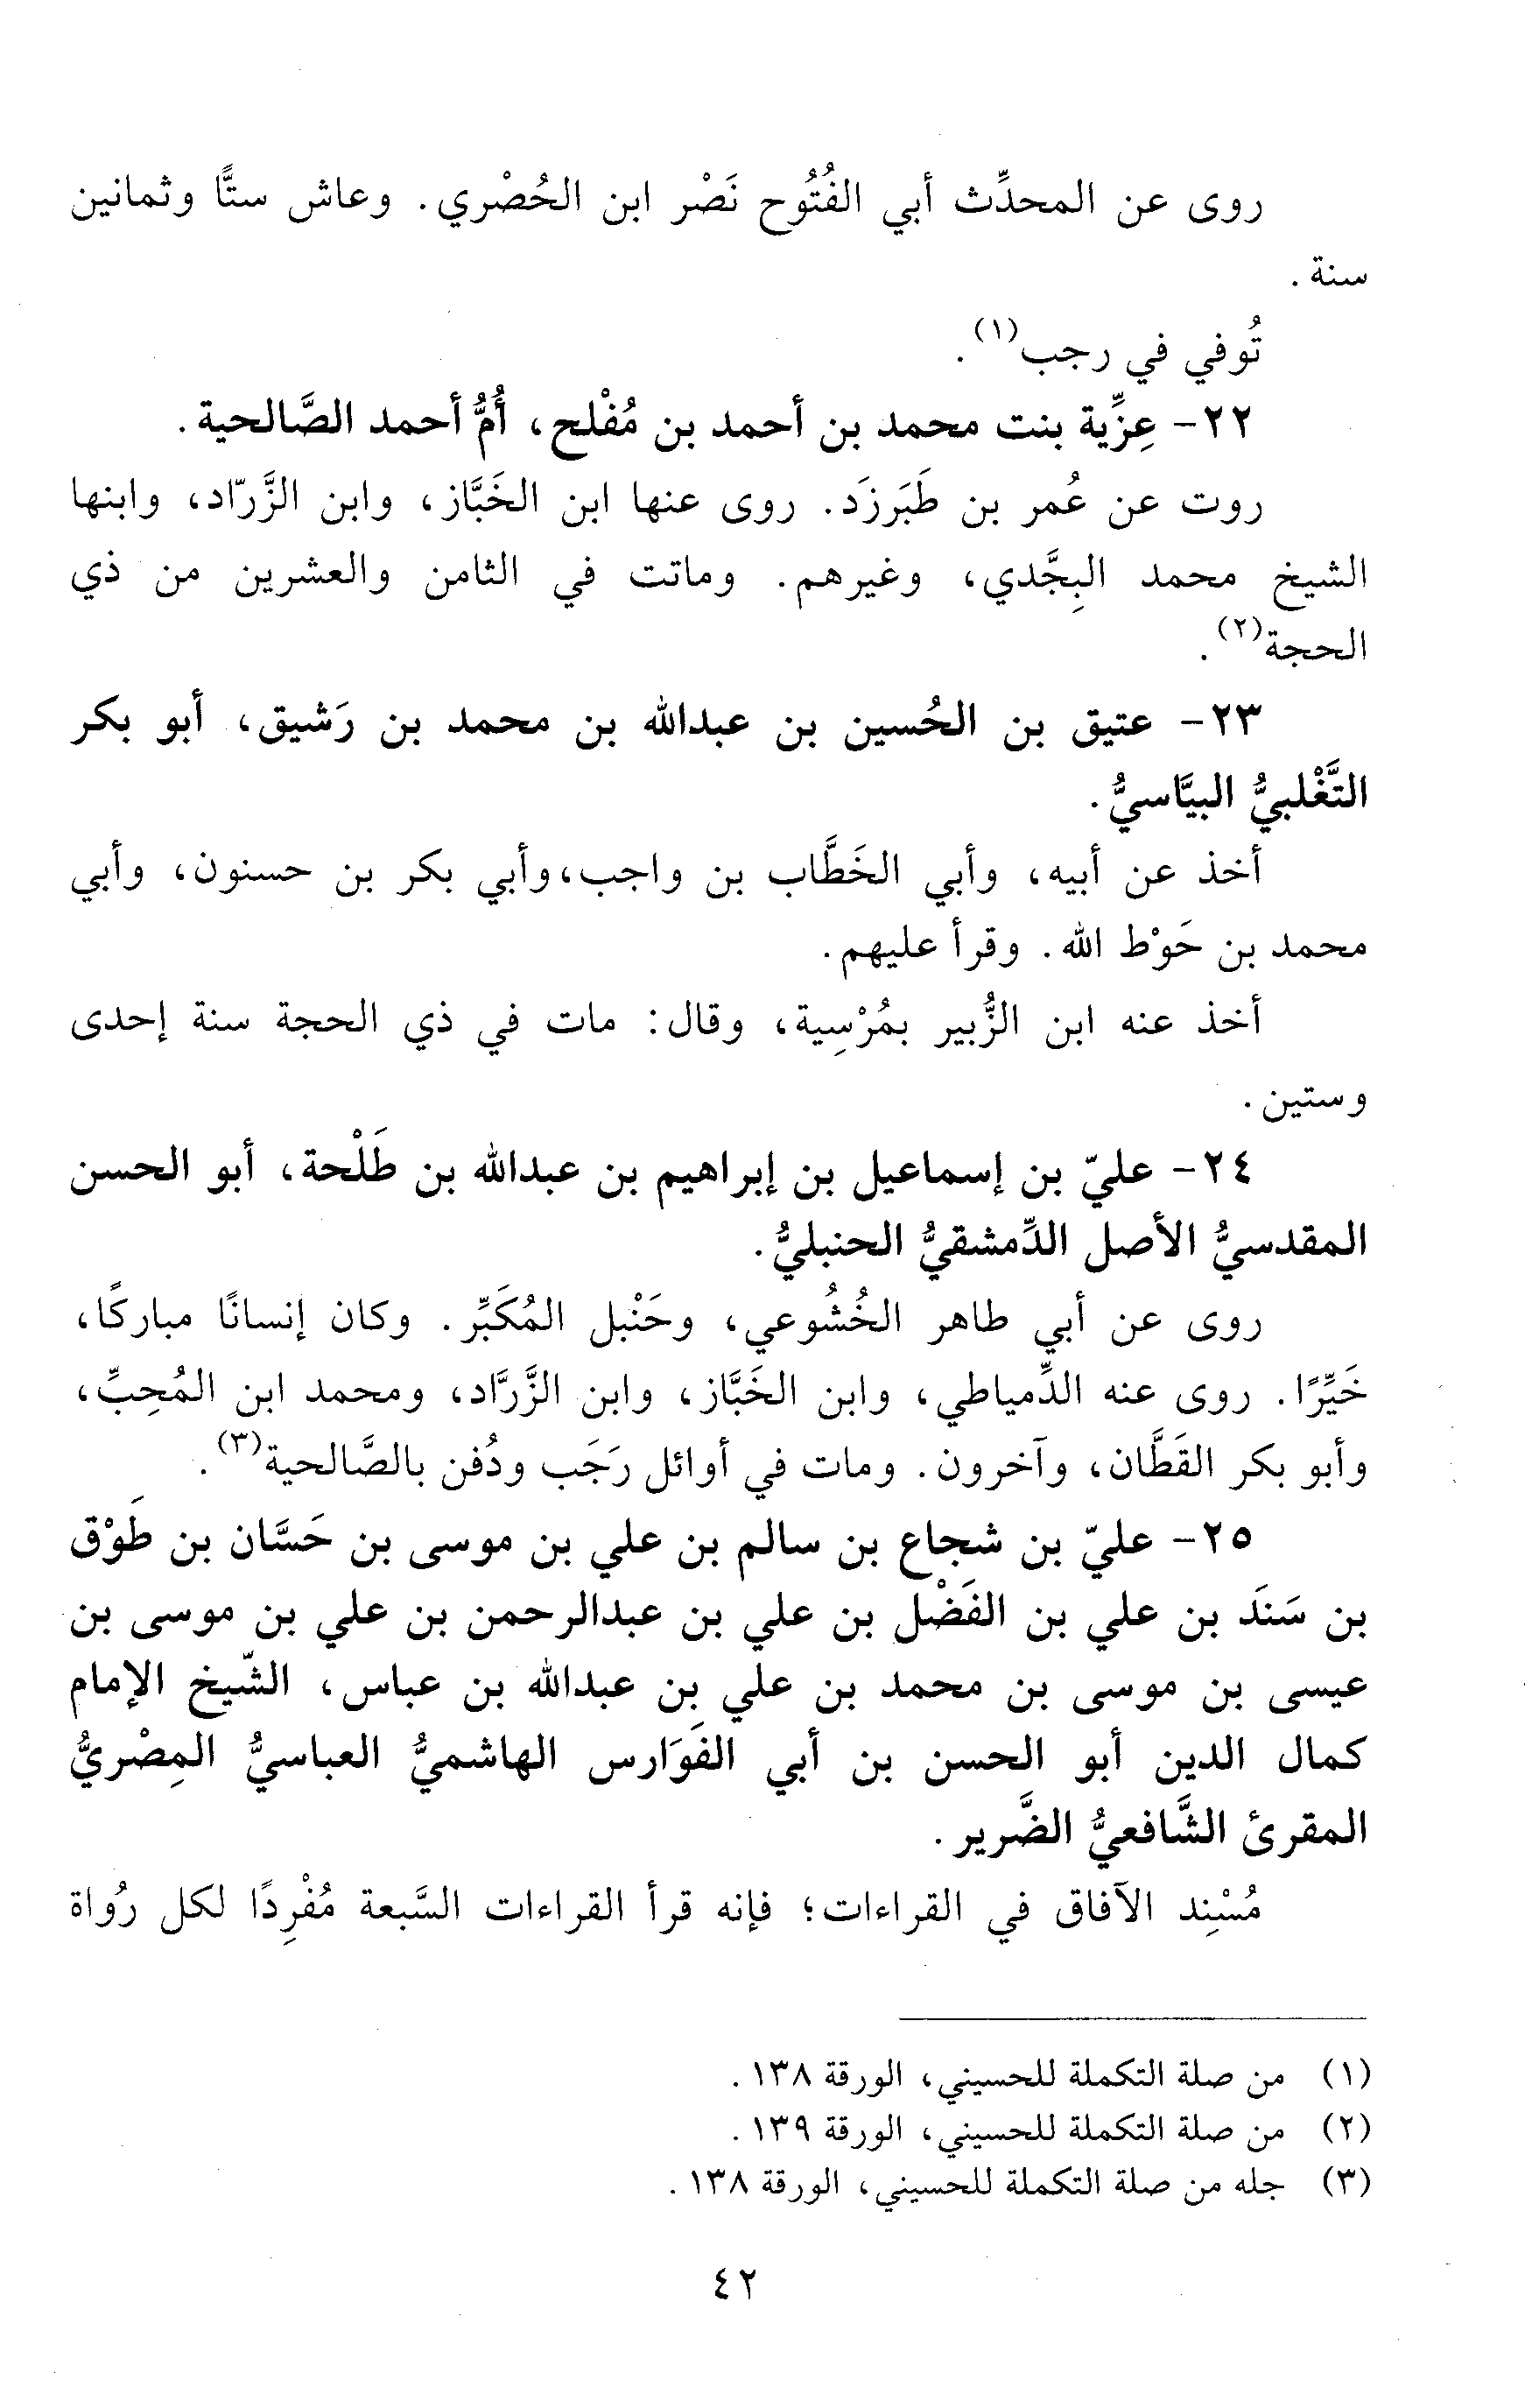 روى عن المحدِّث أبي الفُتُوح نَصْر ابن الحُصْري. وعاش ستًّا وثمانين
سنة.
تُوفي في رجب(١).
٢٢- عِزِّية بنت محمد بن أحمد بن مُفْلح، أُمُّ أحمد الصَّالحية.
روت عن عُمر بن طَبَرزَد. روى عنها ابن الخَبَّاز، وابن الزَّرّاد، وابنها
الشيخ محمد البِجَّدي، وغيرهم. وماتت في الثامن والعشرين من ذي
الحجة(٢).
٢٣- عتيق بن الحُسين بن عبدالله بن محمد بن رَشيق، أبو بكر
التَّغْلبيُّ البيَّاسيُّ.
أخذ عن أبيه، وأبي الخَطَّاب بن واجب،وأبي بكر بن حسنون، وأبي
محمد بن حَوْط الله. وقرأ عليهم.
أخذ عنه ابن الزُّبير بمُرْسِية، وقال: مات في ذي الحجة سنة إحدى
وستين.
٢٤- عليّ بن إسماعيل بن إبراهيم بن عبدالله بن طَلْحة، أبو الحسن
المقدسيُّ الأصل الدِّمشقيُّ الحنبليُّ.
روى عن أبي طاهر الخُشُوعي، وحَنْبل المُكَبِّر. وكان إنسانًا مباركًا،
خَيِّرًا. روى عنه الدِّمياطي، وابن الخَبَّاز، وابن الزَّرَّاد، ومحمد ابن المُحِبِّ،
وأبو بكر القَطَّان، وآخرون. ومات في أوائل رَجَب ودُفن بالصَّالحية(٣).
٢٥- عليّ بن شجاع بن سالم بن علي بن موسى بن حَسَّان بن طَوْق
بن سَنَد بن علي بن الفَضْل بن علي بن عبدالرحمن بن علي بن موسى بن
عيسى بن موسى بن محمد بن علي بن عبدالله بن عباس، الشّيخ الإمام
كمال الدين أبو الحسن بن أبي الفَوَارس الهاشميُّ العباسيُّ المِصْريُّ
المقرئ الشَّافعيُّ الضَّرير.
مُسْنِد الآفاق في القراءات؛ فإنه قرأ القراءات السَّبعة مُفْرِدًا لكل رُواة
(١) من صلة التكملة للحسيني، الورقة ١٣٨.
(٢) من صلة التكملة للحسيني، الورقة ١٣٩.
(٣) جله من صلة التكملة للحسيني، الورقة ١٣٨.
٤٢